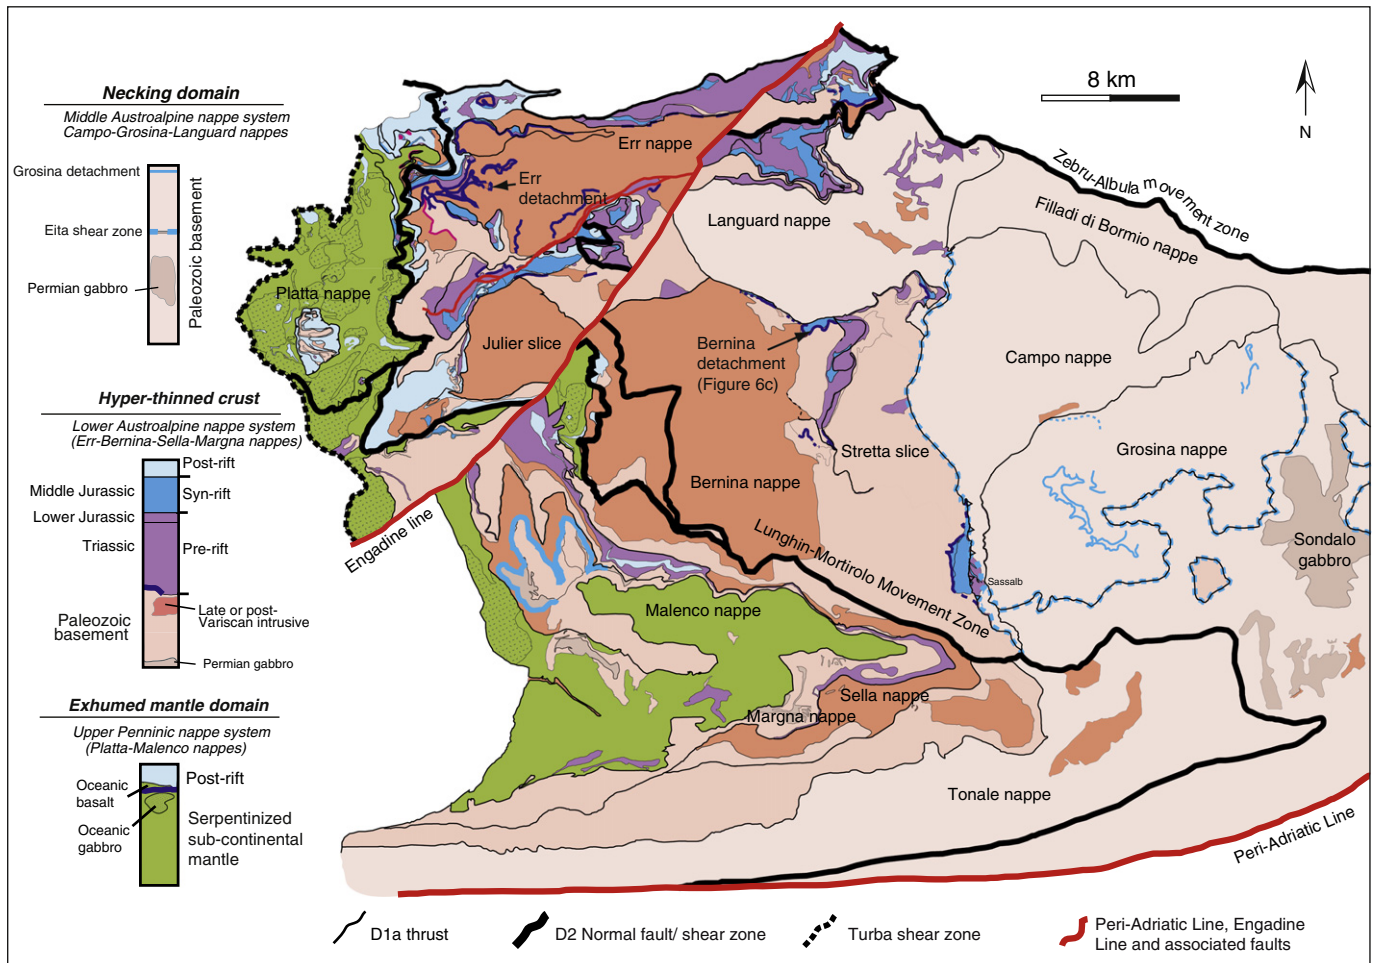 Necking domain
Middle Austroalpine nappe system
Campo-Grosina-Languard nappes
Grosina detachment
Eita shear zone
Permian gabbro
Paleozoic basement
Hyper-thinned crust
Lower Austroalpine nappe system
(Err-Bernina-Sella-Margna nappes)
Post-rift
Middle Jurassic
Syn-rift
Lower Jurassic
Triassic
Pre-rift
Late or post-
Variscan intrusive
Paleozoic
basement
Permian gabbro
Exhumed mantle domain
Upper Penninic nappe system
(Platta-Malenco nappes)
Post-rift
Oceanic
basalt
Oceanic
gabbro
Serpentinized
sub-continental
mantle
8 km
N
Err nappe
Err
detachment
Languard nappe
Zebru-Albula movement zone
Filladi di Bormio nappe
Platta nappe
Julier slice
Bernina
detachment
(Figure 6c)
Campo nappe
Stretta slice
Grosina nappe
Bernina nappe
Engadine line
Lunghin-Mortirolo Movement Zone
Sondalo
gabbro
Sassalb
Malenco nappe
Sella nappe
Margna nappe
Tonale nappe
Peri-Adriatic Line
D1a thrust
D2 Normal fault/ shear zone
Turba shear zone
Peri-Adriatic Line, Engadine
Line and associated faults